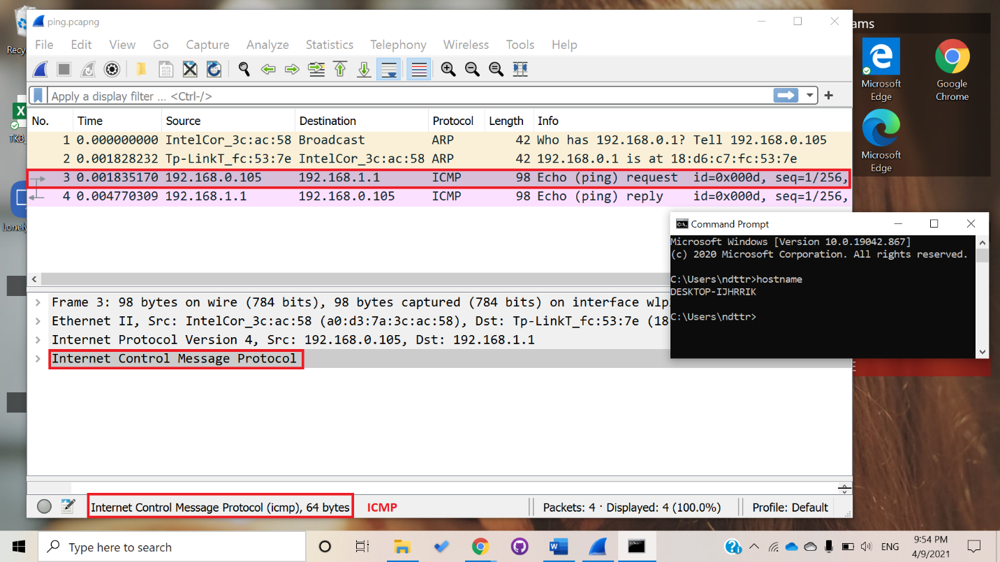 ping.pcapng
File Edit View Go Capture Analyze Statistics Telephony Wireless Tools Help
Apply a display filter ... <Ctrl-/>
No. Time Source Destination Protocol Length Info
1 0.000000000 IntelCor_3c:ac:58 Broadcast ARP 42 Who has 192.168.0.1? Tell 192.168.0.105
2 0.001828232 Tp-LinkT_fc:53:7e IntelCor_3c:ac:58 ARP 42 192.168.0.1 is at 18:d6:c7:fc:53:7e
3 0.001835170 192.168.0.105 192.168.1.1 ICMP 98 Echo (ping) request id=0x000d, seq=1/256,
4 0.004770309 192.168.1.1 192.168.0.105 ICMP 98 Echo (ping) reply id=0x000d, seq=1/256,
Frame 3: 98 bytes on wire (784 bits), 98 bytes captured (784 bits) on interface wlp
Ethernet II, Src: IntelCor_3c:ac:58 (a0:d3:7a:3c:ac:58), Dst: Tp-LinkT_fc:53:7e (18
Internet Protocol Version 4, Src: 192.168.0.105, Dst: 192.168.1.1
Internet Control Message Protocol
Internet Control Message Protocol (icmp), 64 bytes ICMP Packets: 4 · Displayed: 4 (100.0%) Profile: Default
Command Prompt
Microsoft Windows [Version 10.0.19042.867]
(c) 2020 Microsoft Corporation. All rights reserved.
C:\Users\ndttr>hostname
DESKTOP-IJHRRIK
C:\Users\ndttr>
ams
Microsoft
Edge
Google
Chrome
Microsoft
Edge
Recy
TKB_
Lonely
Type here to search
ENG
9:54 PM
4/9/2021